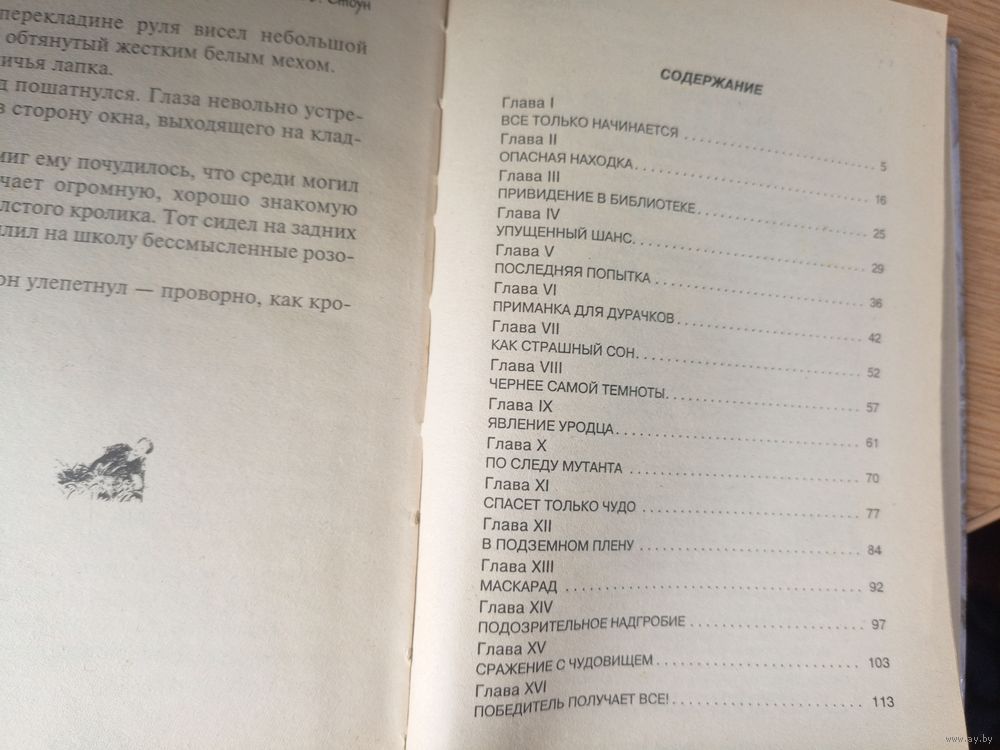 Стоун
перекладине руля висел небольшой
обтянутый жестким белым мехом.
ичья лапка.
д пошатнулся. Глаза невольно устре-
в сторону окна, выходящего на клад-
миг ему почудилось, что среди могил
чает огромную, хорошо знакомую
лстого кролика. Тот сидел на задних
лил на школу бессмысленные розо-
он улепетнул — проворно, как кро-
СОДЕРЖАНИЕ
Глава I
ВСЕ ТОЛЬКО НАЧИНАЕТСЯ . . . . . . . . . . . . . . . . . . . 5
Глава II
ОПАСНАЯ НАХОДКА. . . . . . . . . . . . . . . . . . . . . . . . 16
Глава III
ПРИВИДЕНИЕ В БИБЛИОТЕКЕ. . . . . . . . . . . . . . . . . 25
Глава IV
УПУЩЕННЫЙ ШАНС. . . . . . . . . . . . . . . . . . . . . . . . 29
Глава V
ПОСЛЕДНЯЯ ПОПЫТКА . . . . . . . . . . . . . . . . . . . . . 36
Глава VI
ПРИМАНКА ДЛЯ ДУРАЧКОВ. . . . . . . . . . . . . . . . . . . 42
Глава VII
КАК СТРАШНЫЙ СОН. . . . . . . . . . . . . . . . . . . . . . . 52
Глава VIII
ЧЕРНЕЕ САМОЙ ТЕМНОТЫ. . . . . . . . . . . . . . . . . . . . 57
Глава IX
ЯВЛЕНИЕ УРОДЦА. . . . . . . . . . . . . . . . . . . . . . . . . 61
Глава X
ПО СЛЕДУ МУТАНТА . . . . . . . . . . . . . . . . . . . . . . . 70
Глава XI
СПАСЕТ ТОЛЬКО ЧУДО . . . . . . . . . . . . . . . . . . . . . . 77
Глава XII
В ПОДЗЕМНОМ ПЛЕНУ . . . . . . . . . . . . . . . . . . . . . . 84
Глава XIII
МАСКАРАД . . . . . . . . . . . . . . . . . . . . . . . . . . . . . 92
Глава XIV
ПОДОЗРИТЕЛЬНОЕ НАДГРОБИЕ . . . . . . . . . . . . . . . . . 97
Глава XV
СРАЖЕНИЕ С ЧУДОВИЩЕМ . . . . . . . . . . . . . . . . . . . . 103
Глава XVI
ПОБЕДИТЕЛЬ ПОЛУЧАЕТ ВСЕ! . . . . . . . . . . . . . . . . . . 113
www.ay.by